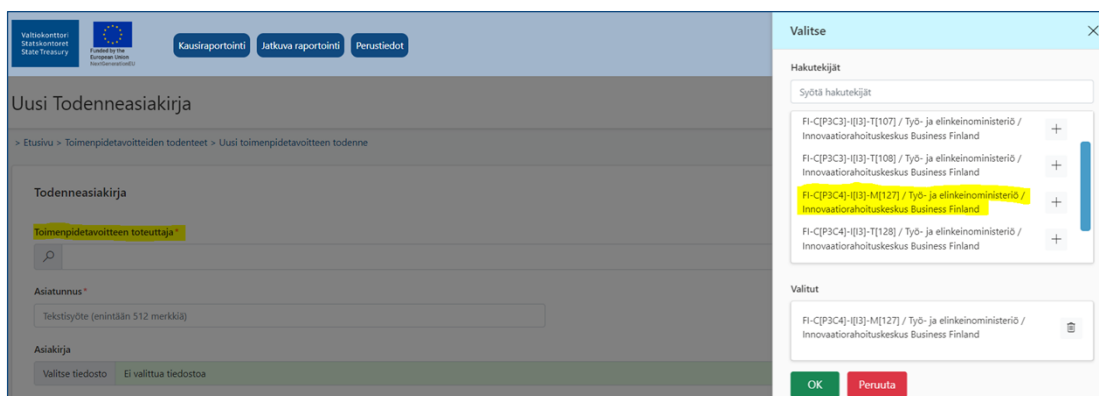 Valtiokonttori
Statskontoret
State Treasury
Funded by the
European Union
NextGenerationEU
Kausiraportointi
Jatkuva raportointi
Perustiedot
Uusi Todenneasiakirja
> Etusivu > Toimenpidetavoitteiden todenteet > Uusi toimenpidetavoitteen todenne
Todenneasiakirja
Toimenpidetavoitteen toteuttaja *
Asiatunnus *
Tekstisyöte (enintään 512 merkkiä)
Asiakirja
Valitse tiedosto Ei valittua tiedostoa
Valitse
Hakutekijät
Syötä hakutekijät
FI-C[P3C3]-I[I3]-T[107] / Työ- ja elinkeinoministeriö /
Innovaatiorahoituskeskus Business Finland
FI-C[P3C3]-I[I3]-T[108] / Työ- ja elinkeinoministeriö /
Innovaatiorahoituskeskus Business Finland
FI-C[P3C4]-I[I3]-M[127] / Työ- ja elinkeinoministeriö /
Innovaatiorahoituskeskus Business Finland
FI-C[P3C4]-I[I3]-T[128] / Työ- ja elinkeinoministeriö /
Innovaatiorahoituskeskus Business Finland
Valitut
FI-C[P3C4]-I[I3]-M[127] / Työ- ja elinkeinoministeriö /
Innovaatiorahoituskeskus Business Finland
OK
Peruuta